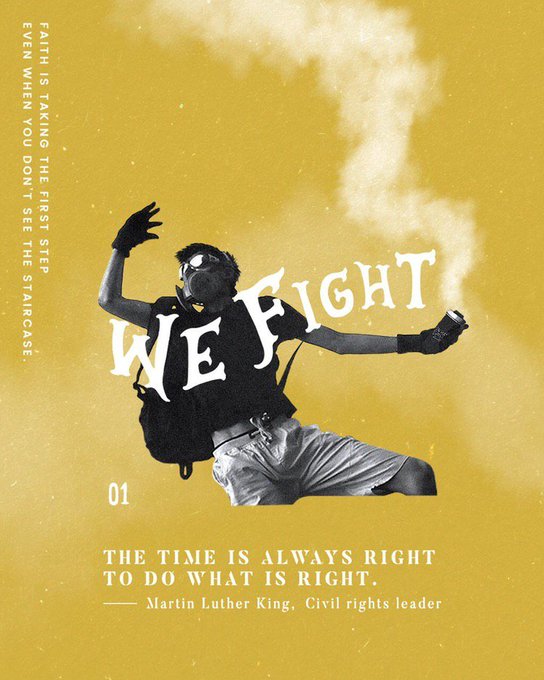 FAITH IS TAKING THE FIRST STEP
EVEN WHEN YOU DON'T SEE THE STAIRCASE.
WE FIGHT
01
THE TIME IS ALWAYS RIGHT
TO DO WHAT IS RIGHT.
Martin Luther King, Civil rights leader